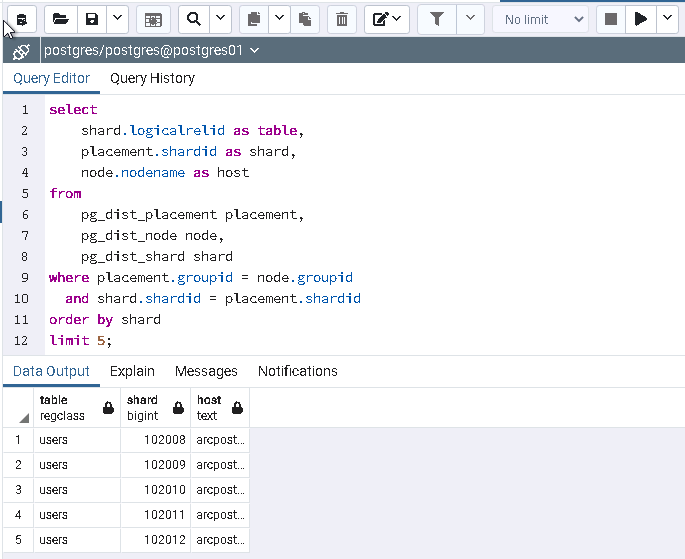 No limit
postgres/postgres@postgres01
Query Editor Query History
1 select
2 shard.logicalrelid as table,
3 placement.shardid as shard,
4 node.nodename as host
5 from
6 pg_dist_placement placement,
7 pg_dist_node node,
8 pg_dist_shard shard
9 where placement.groupid = node.groupid
10 and shard.shardid = placement.shardid
11 order by shard
12 limit 5;
Data Output Explain Messages Notifications
table shard host
regclass bigint text
1 users 102008 arcpost...
2 users 102009 arcpost...
3 users 102010 arcpost...
4 users 102011 arcpost...
5 users 102012 arcpost...